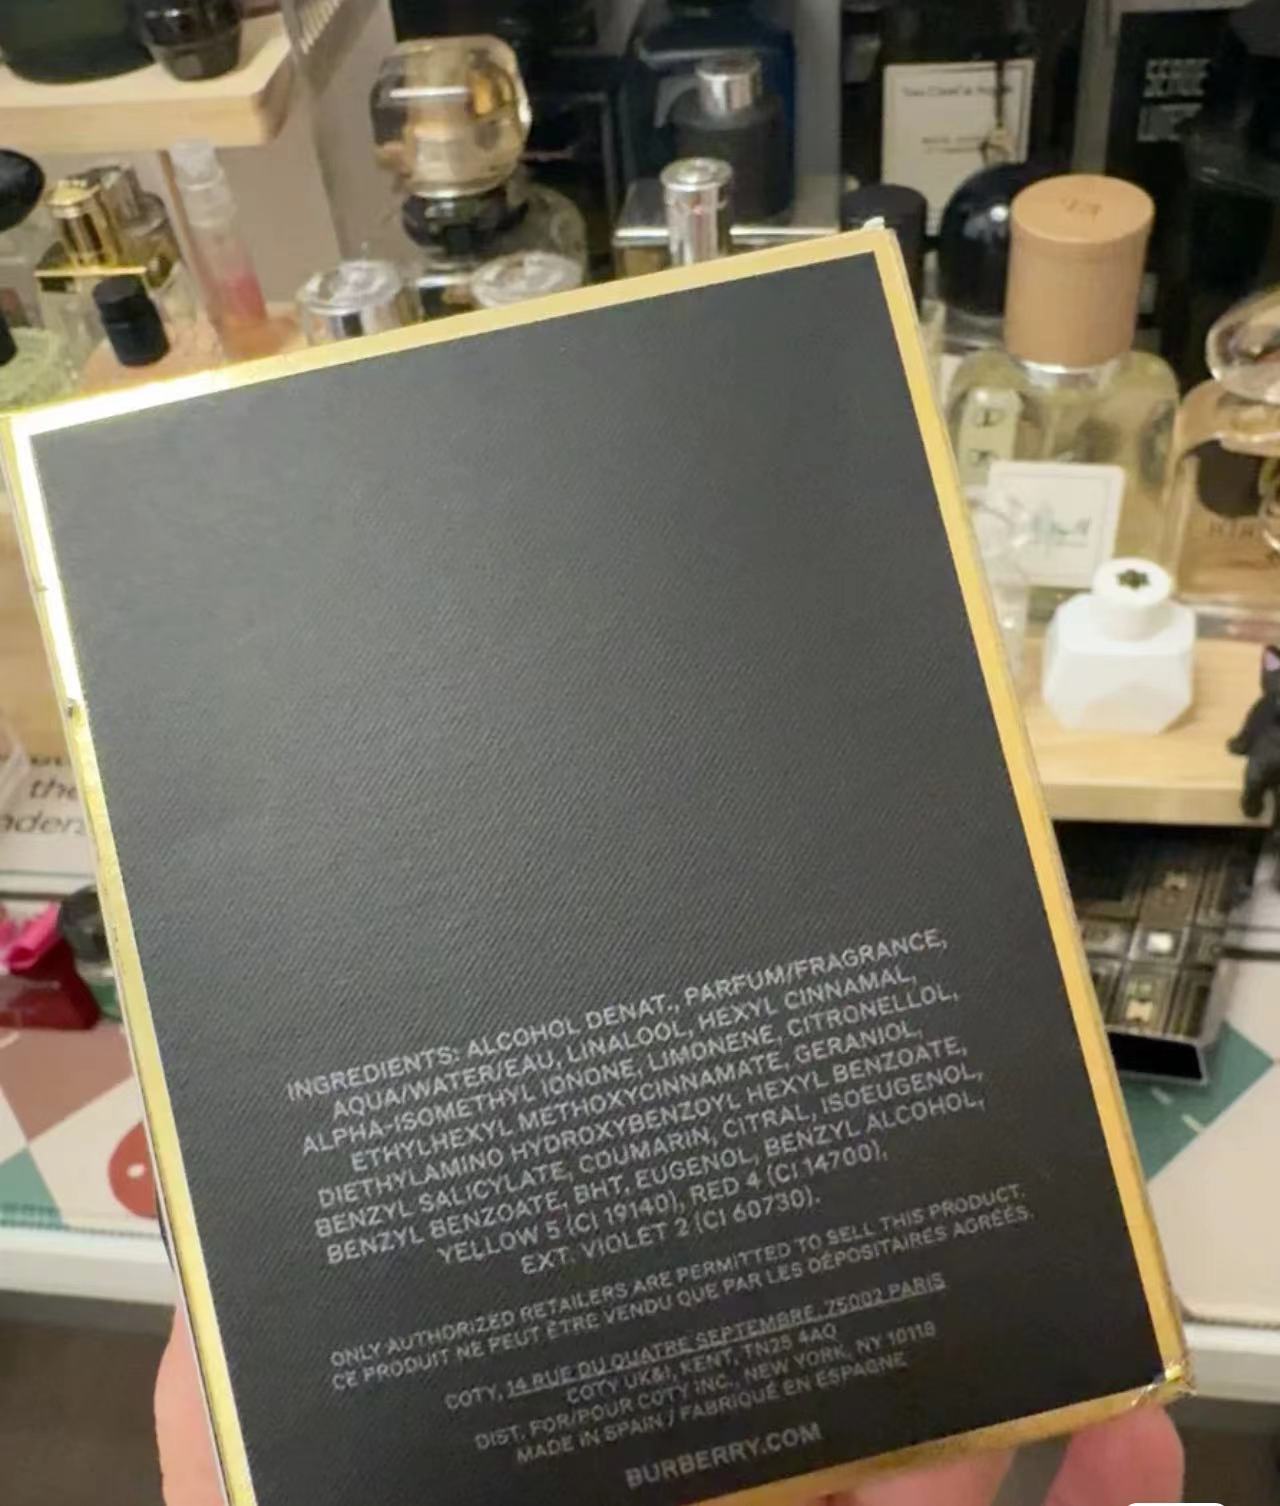 SERGE
the
INGREDIENTS: ALCOHOL DENAT., PARFUM/FRAGRANCE,
AQUA/WATER/EAU, LINALOOL, HEXYL CINNAMAL,
ALPHA-ISOMETHYL IONONE, LIMONENE, CITRONELLOL,
ETHYLHEXYL METHOXYCINNAMATE, GERANIOL,
DIETHYLAMINO HYDROXYBENZOYL HEXYL BENZOATE,
BENZYL SALICYLATE, COUMARIN, CITRAL, ISOEUGENOL,
BENZYL BENZOATE, BHT, EUGENOL, BENZYL ALCOHOL,
YELLOW 5 (CI 19140), RED 4 (CI 14700),
EXT. VIOLET 2 (CI 60730).
ONLY AUTHORIZED RETAILERS ARE PERMITTED TO SELL THIS PRODUCT.
CE PRODUIT NE PEUT ÊTRE VENDU QUE PAR LES DÉPOSITAIRES AGRÉÉS.
COTY, 14 RUE DU QUATRE SEPTEMBRE, 75002 PARIS
COTY UK&I, KENT, TN25 4AQ
DIST. FOR/POUR COTY INC., NEW YORK, NY 10118
MADE IN SPAIN / FABRIQUÉ EN ESPAGNE
BURBERRY.COM